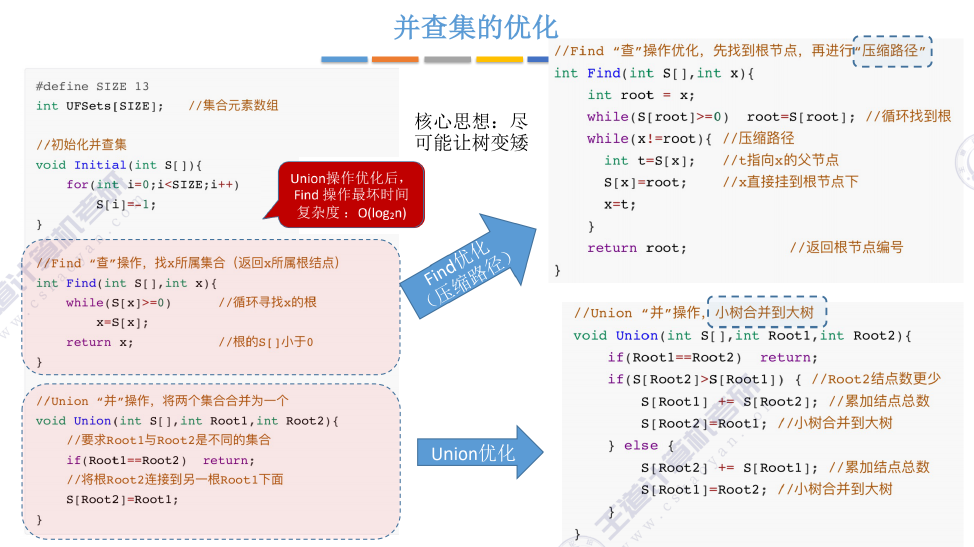 并查集的优化
#define SIZE 13
int UFSets[SIZE];   //集合元素数组
//初始化并查集
void Initial(int S[]){
    for(int i=0;i<SIZE;i++)
        S[i]=-1;
}
//Find “查”操作，找x所属集合（返回x所属根结点）
int Find(int S[],int x){
    while(S[x]>=0)      //循环寻找x的根
        x=S[x];
    return x;           //根的S[]小于0
}
//Union “并”操作，将两个集合合并为一个
void Union(int S[],int Root1,int Root2){
    //要求Root1与Root2是不同的集合
    if(Root1==Root2)  return;
    //将根Root2连接到另一根Root1下面
    S[Root2]=Root1;
}
Union操作优化后，
Find 操作最坏时间
复杂度：O(log₂n)
核心思想：尽
可能让树变矮
Find优化
（压缩路径）
Union优化
//Find “查”操作优化，先找到根节点，再进行“压缩路径”
int Find(int S[],int x){
    int root = x;
    while(S[root]>=0)  root=S[root]; //循环找到根
    while(x!=root){ //压缩路径
      int t=S[x];   //t指向x的父节点
      S[x]=root;    //x直接挂到根节点下
      x=t;
    }
    return root;            //返回根节点编号
}
//Union “并”操作，小树合并到大树
void Union(int S[],int Root1,int Root2){
    if(Root1==Root2)  return;
    if(S[Root2]>S[Root1]) { //Root2结点数更少
        S[Root1] += S[Root2]; //累加结点总数
        S[Root2]=Root1; //小树合并到大树
    } else {
        S[Root2] += S[Root1]; //累加结点总数
        S[Root1]=Root2; //小树合并到大树
    }
}